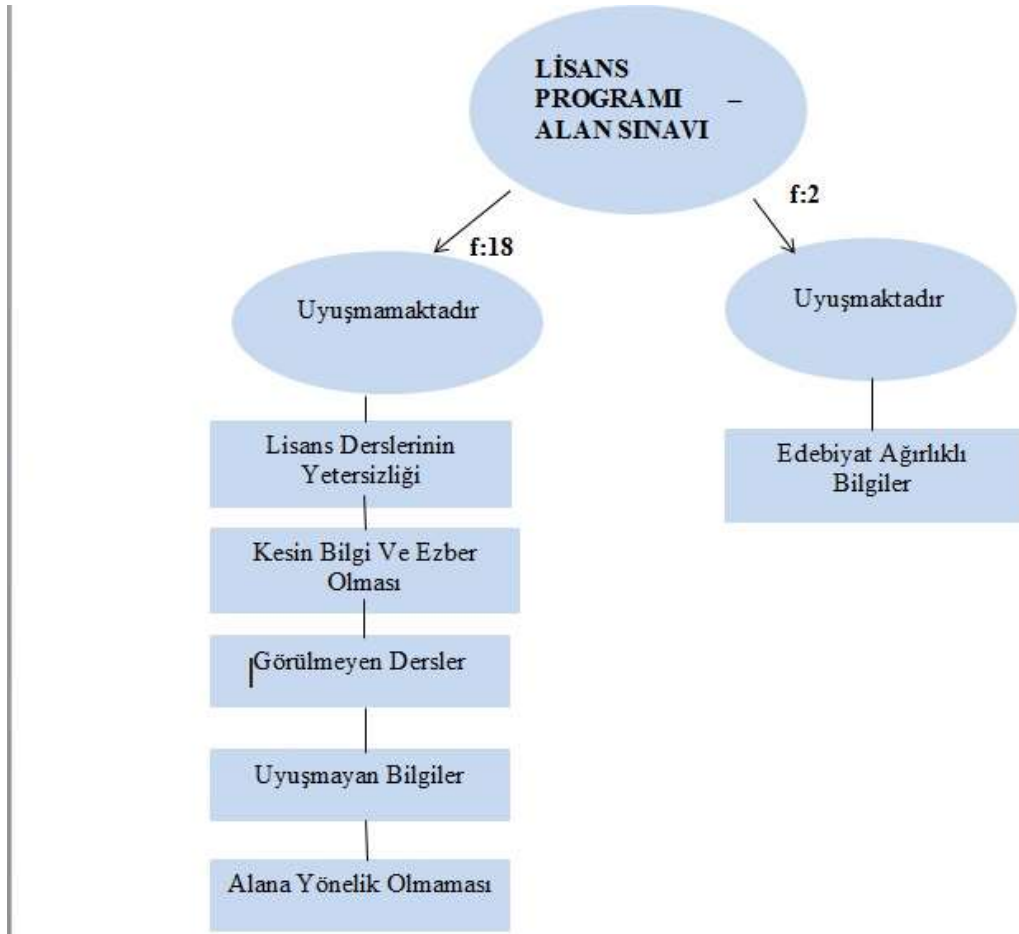 LİSANS
PROGRAMI –
ALAN SINAVI
f:2
f:18
Uyuşmamaktadır
Uyuşmaktadır
Lisans Derslerinin
Yetersizliği
Edebiyat Ağırlıklı
Bilgiler
Kesin Bilgi Ve Ezber
Olması
Görülmeyen Dersler
Uyuşmayan Bilgiler
Alana Yönelik Olmaması